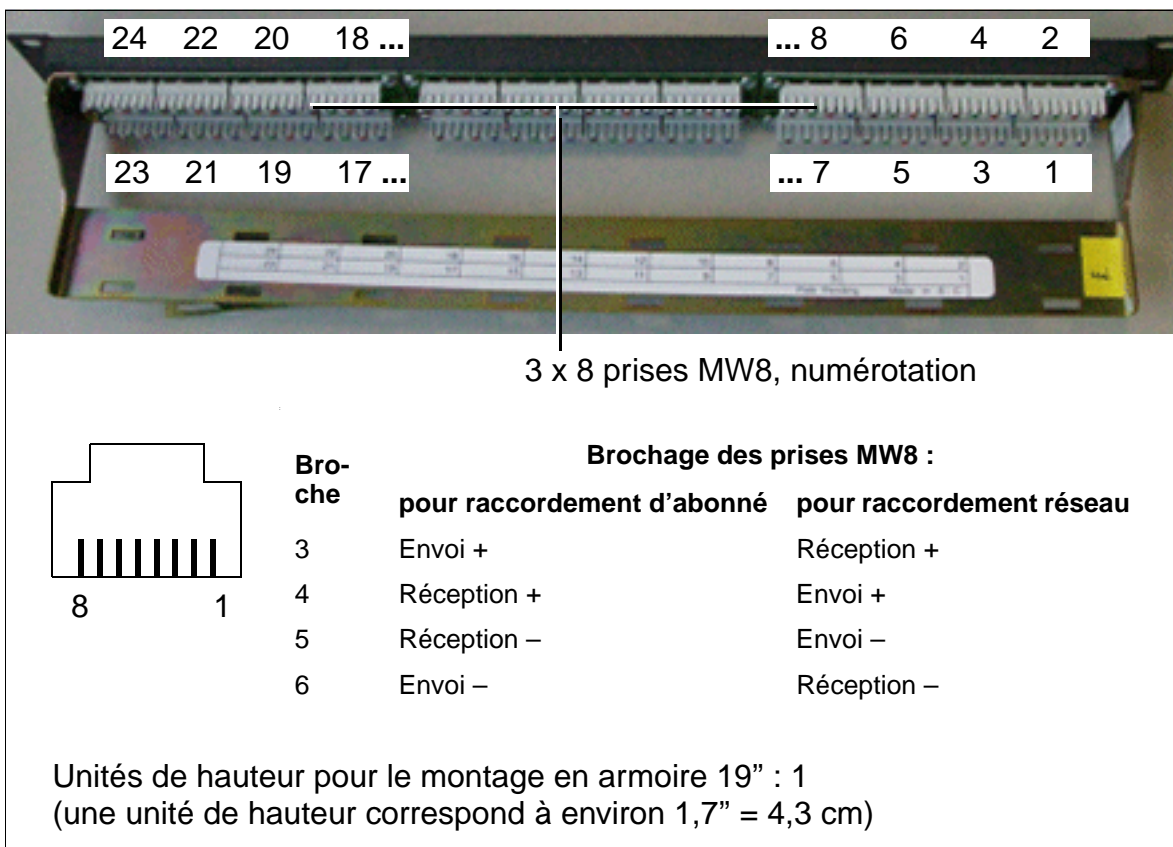 24 22 20 18 ... ... 8 6 4 2
23 21 19 17 ... ... 7 5 3 1
3 x 8 prises MW8, numérotation
Bro-
che
Brochage des prises MW8 :
pour raccordement d’abonné pour raccordement réseau
3 Envoi + Réception +
4 Réception + Envoi +
5 Réception – Envoi –
6 Envoi – Réception –
8 1
Unités de hauteur pour le montage en armoire 19” : 1
(une unité de hauteur correspond à environ 1,7” = 4,3 cm)